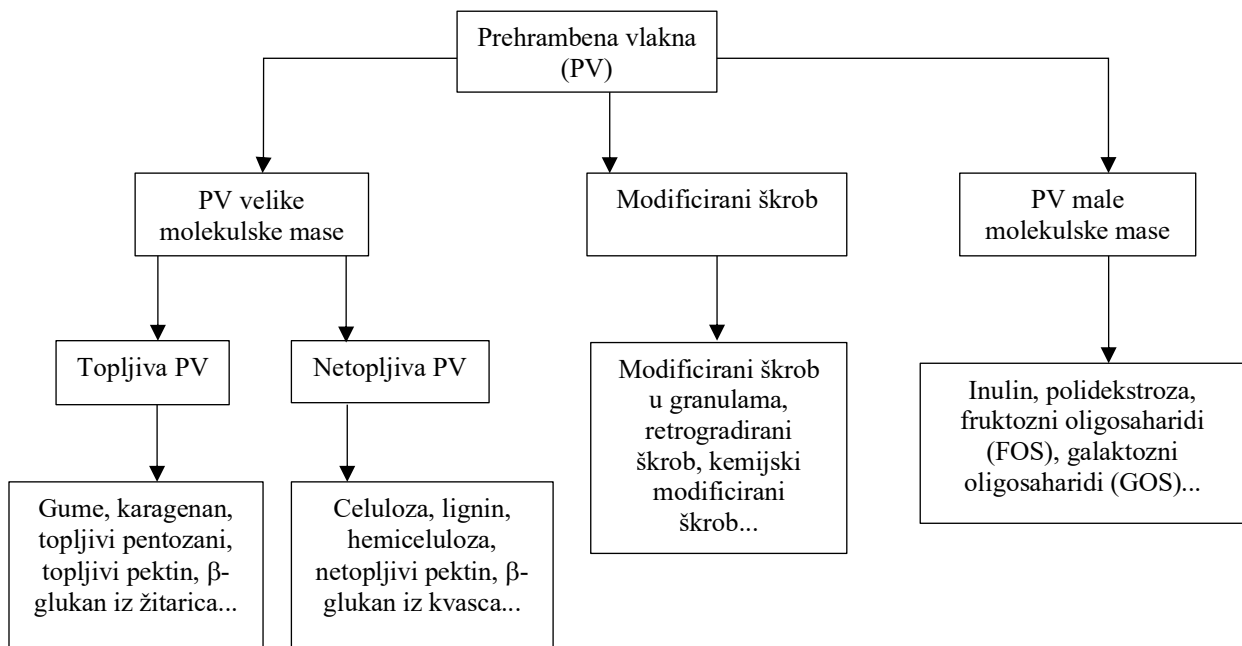 Prehrambena vlakna
(PV)
PV velike
molekulske mase
Modificirani škrob
PV male
molekulske mase
Topljiva PV
Netopljiva PV
Modificirani škrob
u granulama,
retrogradirani
škrob, kemijski
modificirani
škrob...
Inulin, polidekstroza,
fruktozni oligosaharidi
(FOS), galaktozni
oligosaharidi (GOS)...
Gume, karagenan,
topljivi pentozani,
topljivi pektin, β-
glukan iz žitarica...
Celuloza, lignin,
hemiceluloza,
netopljivi pektin, β-
glukan iz kvasca...